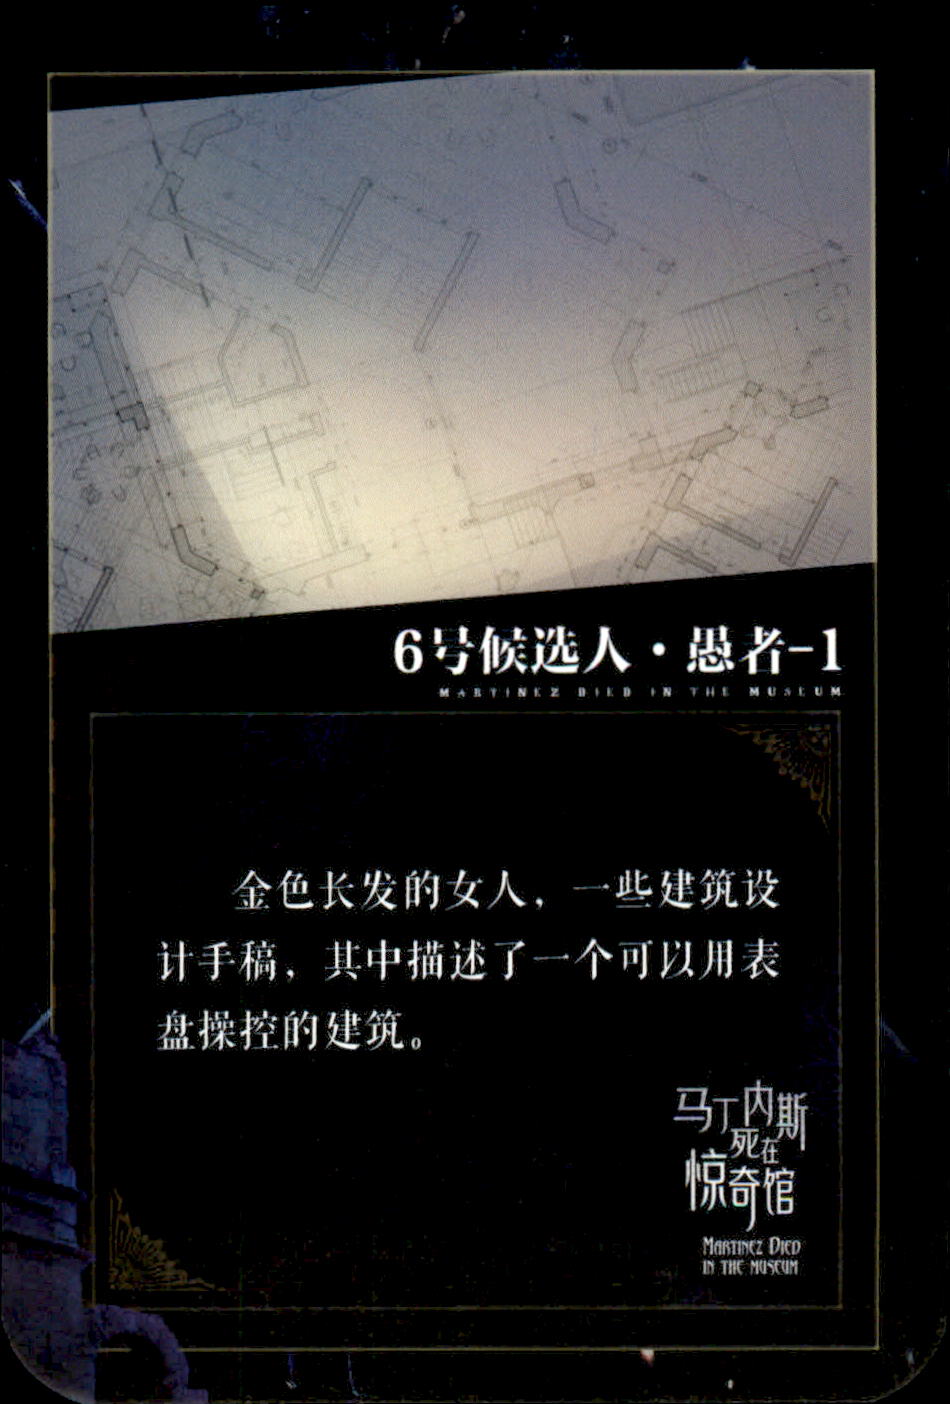 6号候选人·愚者-1
MARTINEZ DIED IN THE MUSEUM
金色长发的女人，一些建筑设
计手稿，其中描述了一个可以用表
盘操控的建筑。
马丁内斯
死在
惊奇馆
MARTINEZ DIED
IN THE MUSEUM